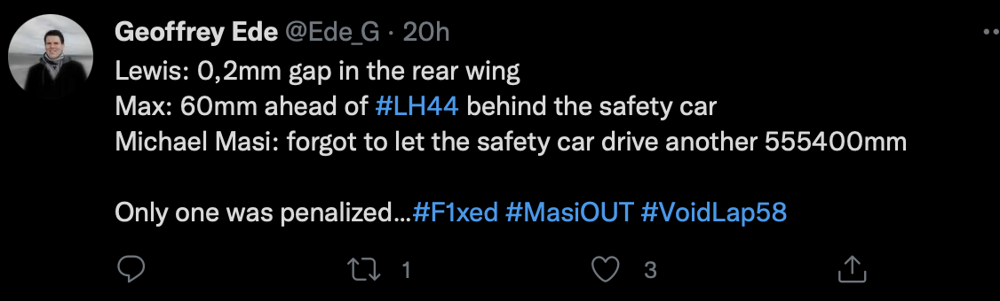 Geoffrey Ede @Ede_G · 20h
Lewis: 0,2mm gap in the rear wing
Max: 60mm ahead of #LH44 behind the safety car
Michael Masi: forgot to let the safety car drive another 555400mm
Only one was penalized...#F1xed #MasiOUT #VoidLap58
1 3